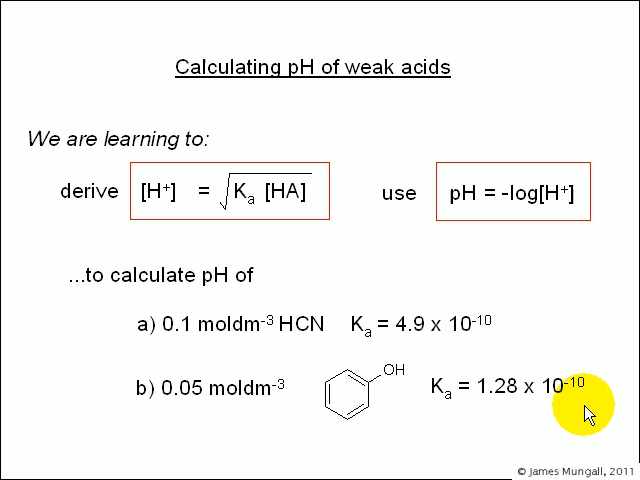 Calculating pH of weak acids
We are learning to:
derive [H⁺] = √Kₐ [HA] use pH = -log[H⁺]
...to calculate pH of
a) 0.1 moldm⁻³ HCN Kₐ = 4.9 x 10⁻¹⁰
b) 0.05 moldm⁻³ OH Kₐ = 1.28 x 10⁻¹⁰
© James Mungall, 2011